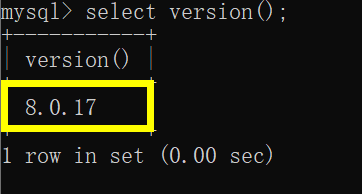 mysql> select version();
+-----------+
| version() |
8.0.17
1 row in set (0.00 sec)